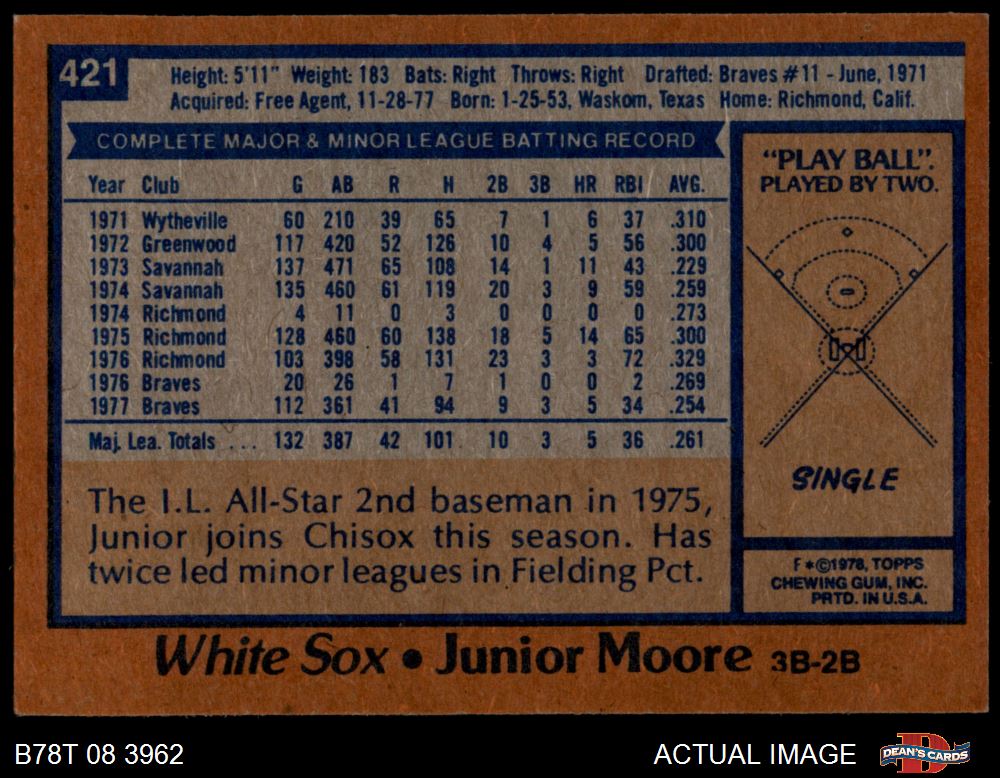 421
Height: 5'11" Weight: 183 Bats: Right Throws: Right Drafted: Braves #11 - June, 1971
Acquired: Free Agent, 11-28-77 Born: 1-25-53, Waskom, Texas Home: Richmond, Calif.
COMPLETE MAJOR & MINOR LEAGUE BATTING RECORD
Year Club G AB R H 2B 3B HR RBI AVG.
1971 Wytheville 60 210 39 65 7 1 6 37 .310
1972 Greenwood 117 420 52 126 10 4 5 56 .300
1973 Savannah 137 471 65 108 14 1 11 43 .229
1974 Savannah 135 460 61 119 20 3 9 59 .259
1974 Richmond 4 11 0 3 0 0 0 0 .273
1975 Richmond 128 460 60 138 18 5 14 65 .300
1976 Richmond 103 398 58 131 23 3 3 72 .329
1976 Braves 20 26 1 7 1 0 0 2 .269
1977 Braves 112 361 41 94 9 3 5 34 .254
Maj. Lea. Totals ... 132 387 42 101 10 3 5 36 .261
The I.L. All-Star 2nd baseman in 1975,
Junior joins Chisox this season. Has
twice led minor leagues in Fielding Pct.
"PLAY BALL".
PLAYED BY TWO.
SINGLE
F*©1978, TOPPS
CHEWING GUM, INC.
PRTD. IN U.S.A.
White Sox • Junior Moore 3B-2B
B78T 08 3962
ACTUAL IMAGE
DEAN'S CARDS